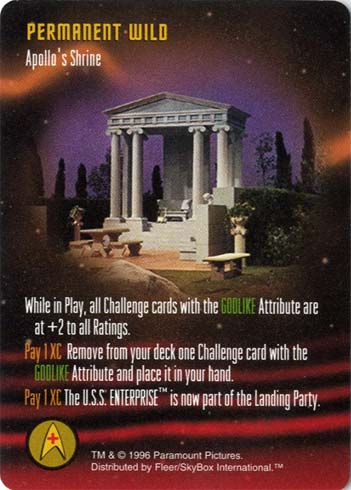 PERMANENT WILD
Apollo's Shrine
While in Play, all Challenge cards with the GODLIKE Attribute are
at +2 to all Ratings.
Pay 1 XC Remove from your deck one Challenge card with the
GODLIKE Attribute and place it in your hand.
Pay 1 XC The U.S.S. ENTERPRISE™ is now part of the Landing Party.
TM & © 1996 Paramount Pictures.
Distributed by Fleer/SkyBox International.™